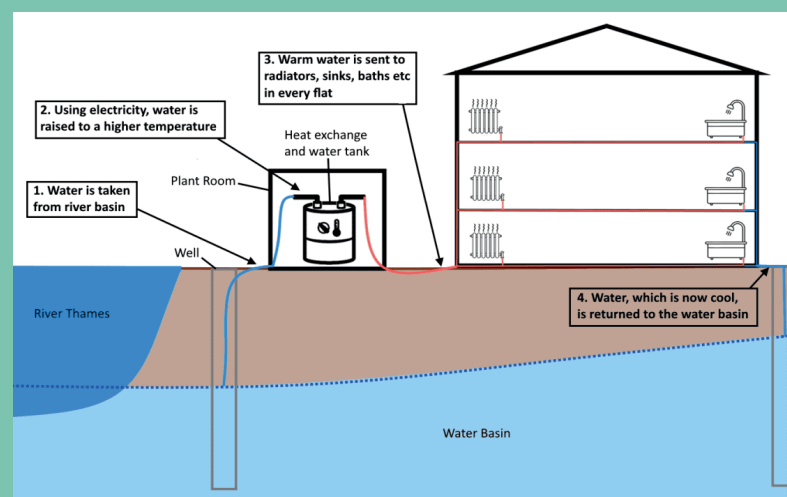 3. Warm water is sent to
radiators, sinks, baths etc
in every flat
2. Using electricity, water is
raised to a higher temperature
Heat exchange
and water tank
Plant Room
1. Water is taken
from river basin
Well
River Thames
4. Water, which is now cool,
is returned to the water basin
Water Basin